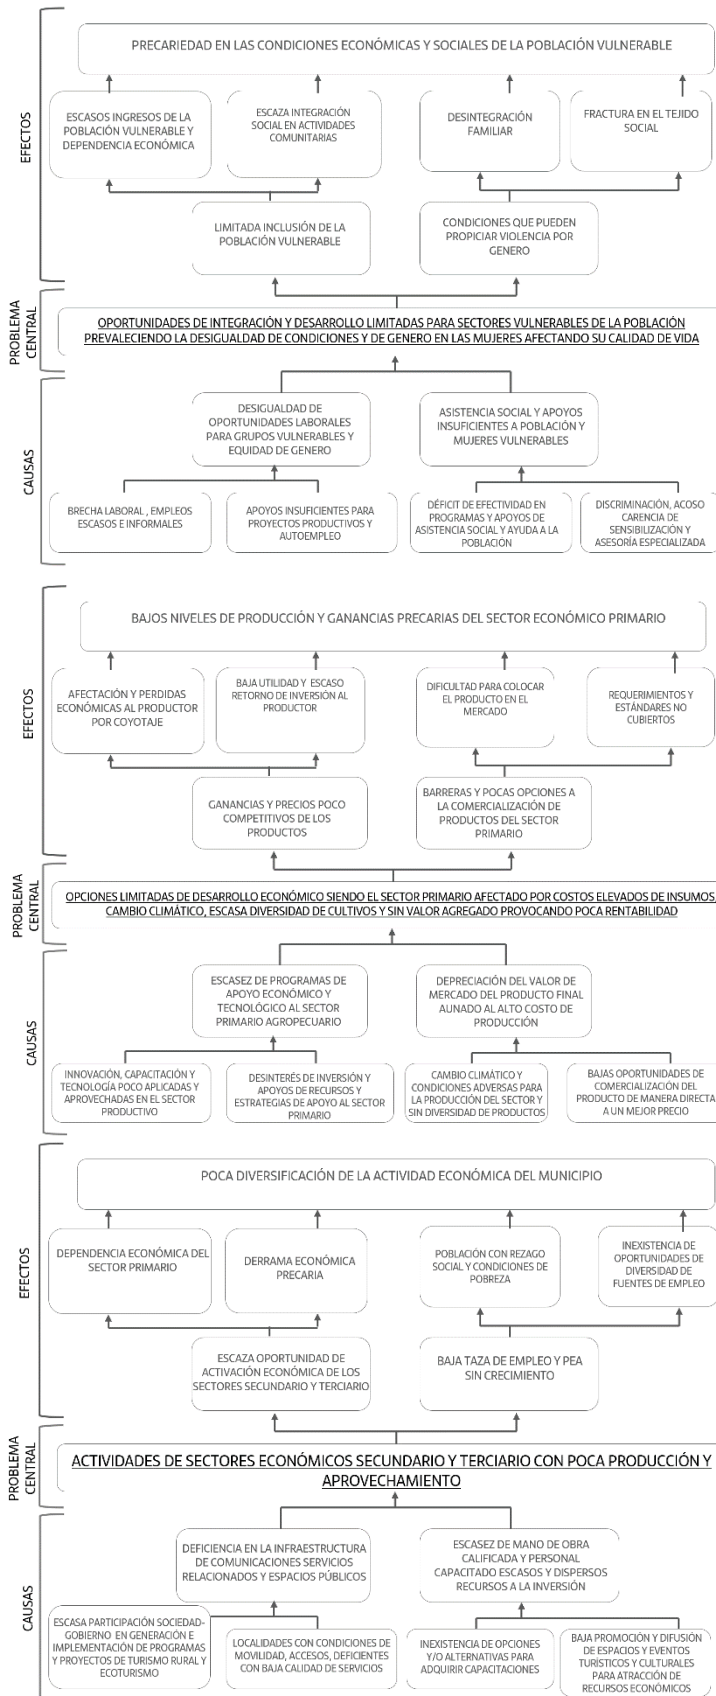 PRECARIEDAD EN LAS CONDICIONES ECONÓMICAS Y SOCIALES DE LA POBLACIÓN VULNERABLE
EFECTOS
ESCASOS INGRESOS DE LA
POBLACIÓN VULNERABLE Y
DEPENDENCIA ECONÓMICA
ESCAZA INTEGRACIÓN
SOCIAL EN ACTIVIDADES
COMUNITARIAS
DESINTEGRACIÓN
FAMILIAR
FRACTURA EN EL TEJIDO
SOCIAL
LIMITADA INCLUSIÓN DE LA
POBLACIÓN VULNERABLE
CONDICIONES QUE PUEDEN
PROPICIAR VIOLENCIA POR
GENERO
PROBLEMA
CENTRAL
OPORTUNIDADES DE INTEGRACIÓN Y DESARROLLO LIMITADAS PARA SECTORES VULNERABLES DE LA POBLACIÓN
PREVALECIENDO LA DESIGUALDAD DE CONDICIONES Y DE GENERO EN LAS MUJERES AFECTANDO SU CALIDAD DE VIDA
CAUSAS
DESIGUALDAD DE
OPORTUNIDADES LABORALES
PARA GRUPOS VULNERABLES Y
EQUIDAD DE GENERO
ASISTENCIA SOCIAL Y APOYOS
INSUFICIENTES A POBLACIÓN Y
MUJERES VULNERABLES
BRECHA LABORAL , EMPLEOS
ESCASOS E INFORMALES
APOYOS INSUFICIENTES PARA
PROYECTOS PRODUCTIVOS Y
AUTOEMPLEO
DÉFICIT DE EFECTIVIDAD EN
PROGRAMAS Y APOYOS DE
ASISTENCIA SOCIAL Y AYUDA A LA
POBLACIÓN
DISCRIMINACIÓN, ACOSO
CARENCIA DE
SENSIBILIZACIÓN Y
ASESORÍA ESPECIALIZADA
BAJOS NIVELES DE PRODUCCIÓN Y GANANCIAS PRECARIAS DEL SECTOR ECONÓMICO PRIMARIO
EFECTOS
AFECTACIÓN Y PERDIDAS
ECONÓMICAS AL PRODUCTOR
POR COYOTAJE
BAJA UTILIDAD Y ESCASO
RETORNO DE INVERSIÓN AL
PRODUCTOR
DIFICULTAD PARA COLOCAR
EL PRODUCTO EN EL
MERCADO
REQUERIMIENTOS Y
ESTÁNDARES NO
CUBIERTOS
GANANCIAS Y PRECIOS POCO
COMPETITIVOS DE LOS
PRODUCTOS
BARRERAS Y POCAS OPCIONES A
LA COMERCIALIZACIÓN DE
PRODUCTOS DEL SECTOR
PRIMARIO
PROBLEMA
CENTRAL
OPCIONES LIMITADAS DE DESARROLLO ECONÓMICO SIENDO EL SECTOR PRIMARIO AFECTADO POR COSTOS ELEVADOS DE INSUMOS,
CAMBIO CLIMÁTICO, ESCASA DIVERSIDAD DE CULTIVOS Y SIN VALOR AGREGADO PROVOCANDO POCA RENTABILIDAD
CAUSAS
ESCASEZ DE PROGRAMAS DE
APOYO ECONÓMICO Y
TECNOLÓGICO AL SECTOR
PRIMARIO AGROPECUARIO
DEPRECIACIÓN DEL VALOR DE
MERCADO DEL PRODUCTO FINAL
AUNADO AL ALTO COSTO DE
PRODUCCIÓN
INNOVACIÓN, CAPACITACIÓN Y
TECNOLOGÍA POCO APLICADAS Y
APROVECHADAS EN EL SECTOR
PRODUCTIVO
DESINTERÉS DE INVERSIÓN Y
APOYOS DE RECURSOS Y
ESTRATEGIAS DE APOYO AL SECTOR
PRIMARIO
CAMBIO CLIMÁTICO Y
CONDICIONES ADVERSAS PARA
LA PRODUCCIÓN DEL SECTOR Y
SIN DIVERSIDAD DE PRODUCTOS
BAJAS OPORTUNIDADES DE
COMERCIALIZACIÓN DEL
PRODUCTO DE MANERA DIRECTA
A UN MEJOR PRECIO
POCA DIVERSIFICACIÓN DE LA ACTIVIDAD ECONÓMICA DEL MUNICIPIO
EFECTOS
DEPENDENCIA ECONÓMICA DEL
SECTOR PRIMARIO
DERRAMA ECONÓMICA
PRECARIA
POBLACIÓN CON REZAGO
SOCIAL Y CONDICIONES DE
POBREZA
INEXISTENCIA DE
OPORTUNIDADES DE
DIVERSIDAD DE
FUENTES DE EMPLEO
ESCAZA OPORTUNIDAD DE
ACTIVACIÓN ECONÓMICA DE LOS
SECTORES SECUNDARIO Y TERCIARIO
BAJA TAZA DE EMPLEO Y PEA
SIN CRECIMIENTO
PROBLEMA
CENTRAL
ACTIVIDADES DE SECTORES ECONÓMICOS SECUNDARIO Y TERCIARIO CON POCA PRODUCCIÓN Y
APROVECHAMIENTO
CAUSAS
DEFICIENCIA EN LA INFRAESTRUCTURA
DE COMUNICACIONES SERVICIOS
RELACIONADOS Y ESPACIOS PÚBLICOS
ESCASEZ DE MANO DE OBRA
CALIFICADA Y PERSONAL
CAPACITADO ESCASOS Y DISPERSOS
RECURSOS A LA INVERSIÓN
ESCASA PARTICIPACIÓN SOCIEDAD-
GOBIERNO EN GENERACIÓN E
IMPLEMENTACIÓN DE PROGRAMAS
Y PROYECTOS DE TURISMO RURAL Y
ECOTURISMO
LOCALIDADES CON CONDICIONES DE
MOVILIDAD, ACCESOS, DEFICIENTES
CON BAJA CALIDAD DE SERVICIOS
INEXISTENCIA DE OPCIONES
Y/O ALTERNATIVAS PARA
ADQUIRIR CAPACITACIONES
BAJA PROMOCIÓN Y DIFUSIÓN
DE ESPACIOS Y EVENTOS
TURÍSTICOS Y CULTURALES
PARA ATRACCIÓN DE
RECURSOS ECONÓMICOS